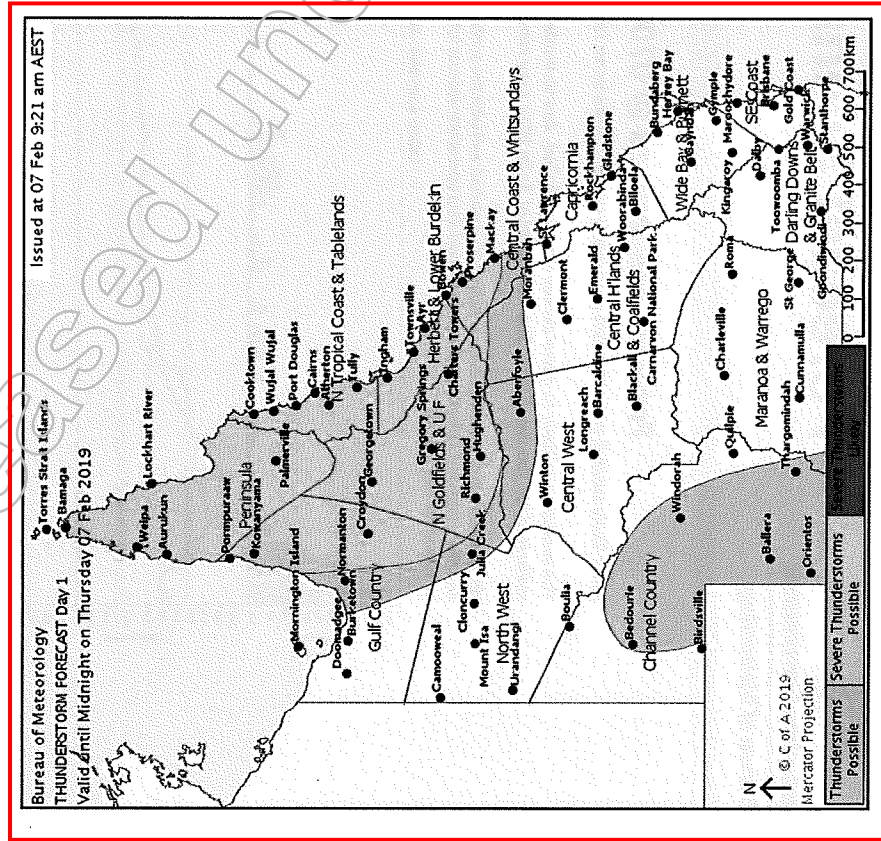 Bureau of Meteorology
Issued at 07 Feb 9:21 am AEST
THUNDERSTORM FORECAST Day 1
Valid Until Midnight on Thursday 07 Feb 2019
Torres Strait Islands
Bamaga
Weipa
Lockhart River
Aurukun
Pormpuraaw
Kowanyama
Peninsula
Cooktown
Wujal Wujal
Palmerville
Port Douglas
Mornington Island
Cairns
Atherton
N Tropical Coast & Tablelands
Doomadgee
Normanton
Burketown
Tully
Georgetown
Croydon
Gulf Country
Ingham
Townsville
Ayr
Gregory Springs
Herbert & Lower Burdekin
N Goldfields & U F
Bowen
Charters Towers
Camooweal
Proserpine
Richmond
Hughenden
Cloncurry
Julia Creek
Mount Isa
Mackay
North West
Urandangi
Central Coast & Whitsundays
Aberfoyle
Moranbah
Winton
St Lawrence
Clermont
Boulia
Central West
Capricornia
Longreach
Barcaldine
Emerald
Rockhampton
Central H'lands
& Coalfields
Gladstone
Woorabinda
Blackall
Biloela
Bedourie
Channel Country
Carnarvon National Park
Bundaberg
Hervey Bay
Windorah
Wide Bay & Burnett
Gayndah
Birdsville
Gympie
Maroochydore
Kingaroy
Roma
Quilpie
Charleville
SE Coast
Brisbane
Dalby
Maranoa & Warrego
Toowoomba
Ballera
Thargomindah
Cunnamulla
St George
Darling Downs
& Granite Belt
Gold Coast
Warwick
Orientos
Goondiwindi
Stanthorpe
N
© C of A 2019
Mercator Projection
0 100 200 300 400 500 600 700km
Thunderstorms
Possible
Severe Thunderstorms
Possible
Severe Thunderstorms
Likely